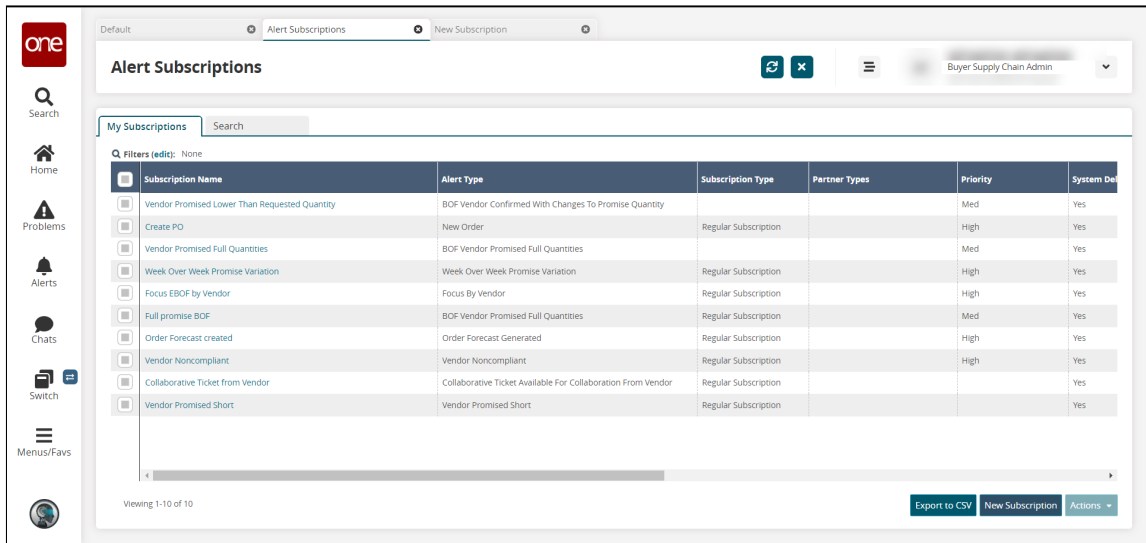 one
Default
Alert Subscriptions
New Subscription
Alert Subscriptions
Buyer Supply Chain Admin
Search
Home
Problems
Alerts
Chats
Switch
Menus/Favs
My Subscriptions
Search
Filters (edit): None
Subscription Name Alert Type Subscription Type Partner Types Priority System Del
Vendor Promised Lower Than Requested Quantity BOF Vendor Confirmed With Changes To Promise Quantity Med Yes
Create PO New Order Regular Subscription High Yes
Vendor Promised Full Quantities BOF Vendor Promised Full Quantities Med Yes
Week Over Week Promise Variation Week Over Week Promise Variation Regular Subscription High Yes
Focus EBOF by Vendor Focus By Vendor Regular Subscription High Yes
Full promise BOF BOF Vendor Promised Full Quantities Regular Subscription Med Yes
Order Forecast created Order Forecast Generated Regular Subscription High Yes
Vendor Noncompliant Vendor Noncompliant Regular Subscription High Yes
Collaborative Ticket from Vendor Collaborative Ticket Available For Collaboration From Vendor Regular Subscription Yes
Vendor Promised Short Vendor Promised Short Regular Subscription Yes
Viewing 1-10 of 10
Export to CSV
New Subscription
Actions